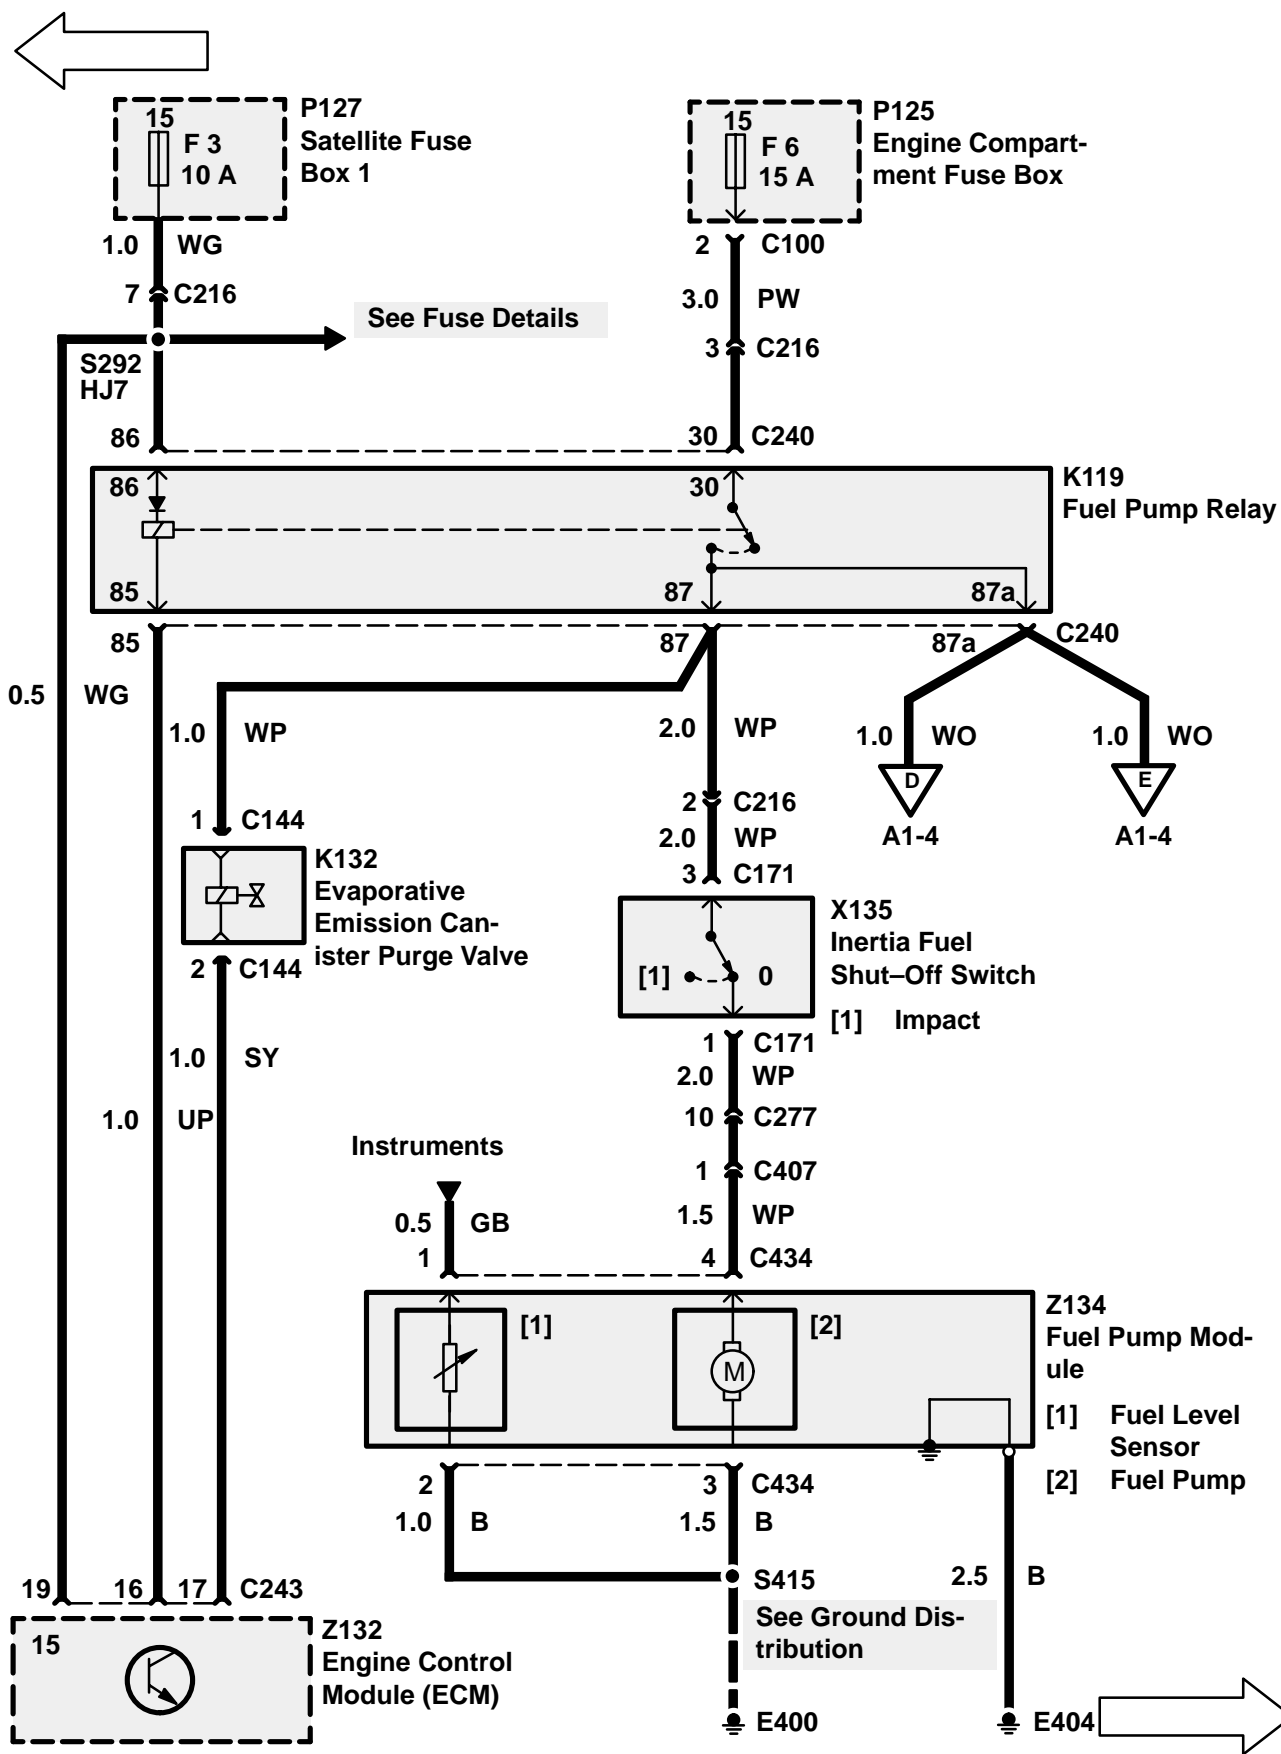 15
F 3
10 A
P127
Satellite Fuse
Box 1
15
F 6
15 A
P125
Engine Compart-
ment Fuse Box
1.0 WG
7 C216
2 C100
3.0 PW
3 C216
See Fuse Details
S292
HJ7
86
30 C240
86
30
K119
Fuel Pump Relay
85
87
87a
85
87
87a C240
0.5 WG
1.0 WP
2.0 WP
1.0 WO
1.0 WO
D
E
A1-4
A1-4
2 C216
2.0 WP
3 C171
1 C144
K132
Evaporative
Emission Can-
ister Purge Valve
2 C144
X135
Inertia Fuel
Shut–Off Switch
[1] Impact
[1]
0
1 C171
2.0 WP
10 C277
1 C407
1.5 WP
4 C434
1.0 SY
1.0 UP
Instruments
0.5 GB
1
[1]
[2]
M
Z134
Fuel Pump Mod-
ule
[1] Fuel Level
Sensor
[2] Fuel Pump
2
3 C434
1.0 B
1.5 B
S415
2.5 B
See Ground Dis-
tribution
E400
E404
19
16
17 C243
15
Z132
Engine Control
Module (ECM)